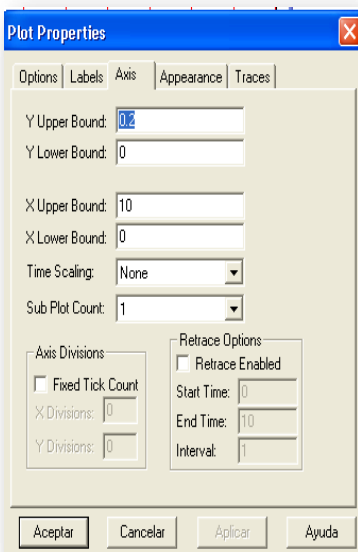 Plot Properties
Options Labels Axis Appearance Traces
Y Upper Bound: 0.2
Y Lower Bound: 0
X Upper Bound: 10
X Lower Bound: 0
Time Scaling: None
Sub Plot Count: 1
Axis Divisions
Fixed Tick Count
X Divisions: 0
Y Divisions: 0
Retrace Options
Retrace Enabled
Start Time: 0
End Time: 10
Interval: 1
Aceptar Cancelar Aplicar Ayuda